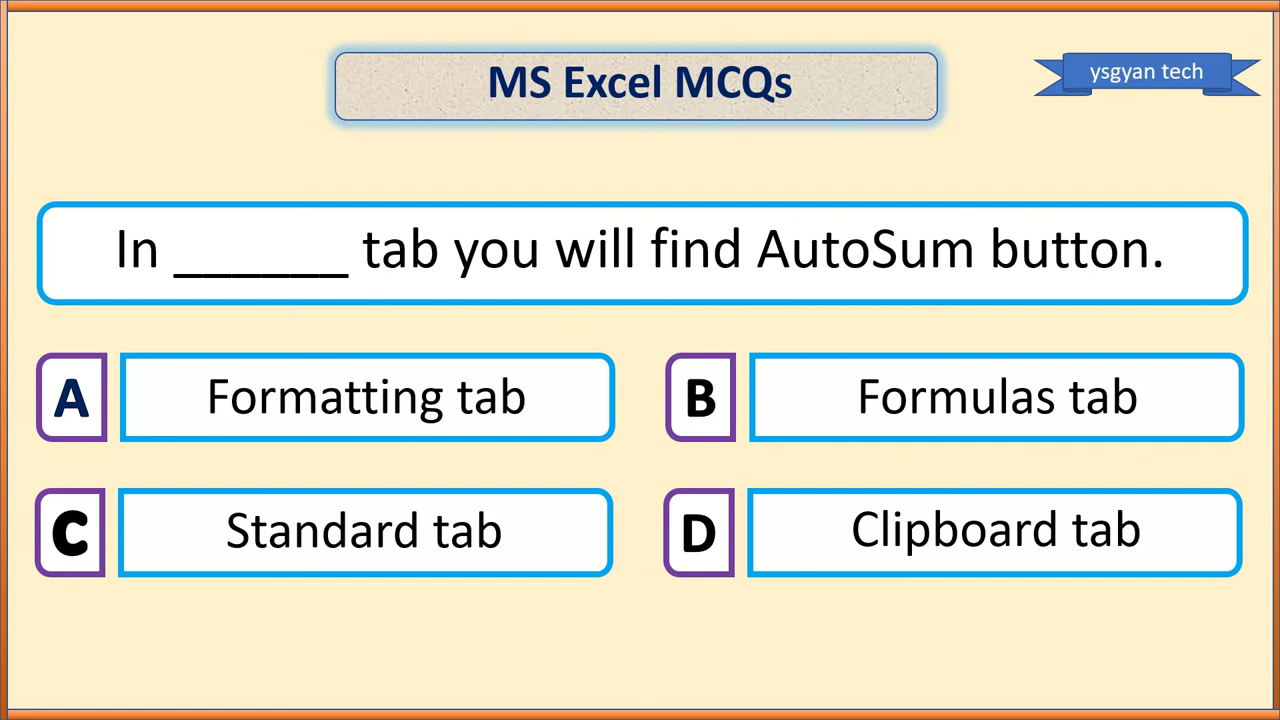 MS Excel MCQs
ysgyan tech
In ______ tab you will find AutoSum button.
A Formatting tab
B Formulas tab
C Standard tab
D Clipboard tab